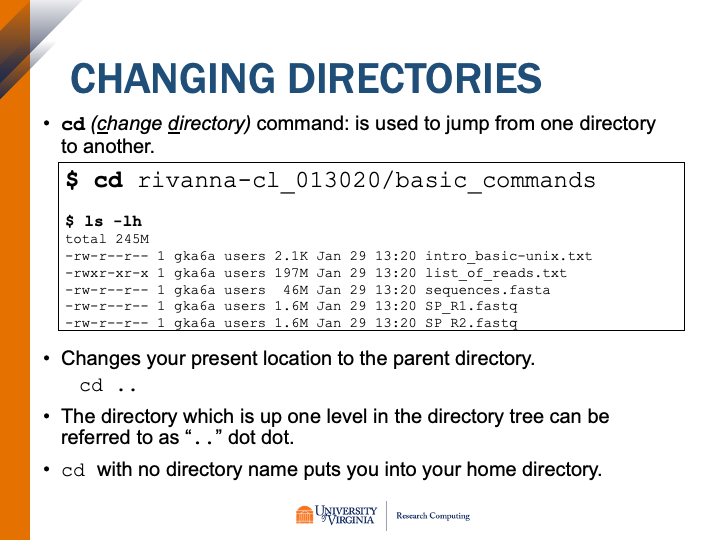 CHANGING DIRECTORIES
• cd (change directory) command: is used to jump from one directory
to another.
$ cd rivanna-cl_013020/basic_commands
$ ls -lh
total 245M
-rw-r--r-- 1 gka6a users 2.1K Jan 29 13:20 intro_basic-unix.txt
-rwxr-xr-x 1 gka6a users 197M Jan 29 13:20 list_of_reads.txt
-rw-r--r-- 1 gka6a users  46M Jan 29 13:20 sequences.fasta
-rw-r--r-- 1 gka6a users 1.6M Jan 29 13:20 SP_R1.fastq
-rw-r--r-- 1 gka6a users 1.6M Jan 29 13:20 SP_R2.fastq
• Changes your present location to the parent directory.
cd ..
• The directory which is up one level in the directory tree can be
referred to as “..” dot dot.
• cd with no directory name puts you into your home directory.
UNIVERSITY
of VIRGINIA
Research Computing